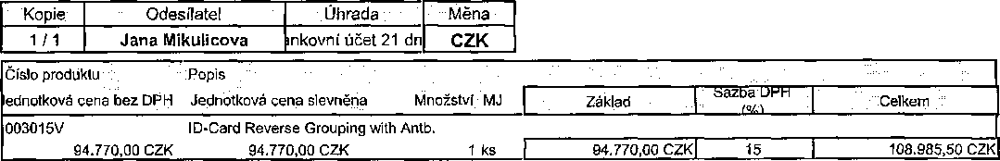 Kopie Odesílatel Úhrada Měna
1 / 1 Jana Mikulicova nkovní účet 21 dn CZK
Číslo produktu Popis
Jednotková cena bez DPH Jednotková cena slevněna Množství MJ Základ Sazba DPH (%) Celkem
003015V ID-Card Reverse Grouping with Antb.
94.770,00 CZK 94.770,00 CZK 1 ks 94.770,00 CZK 15 108.985,50 CZK